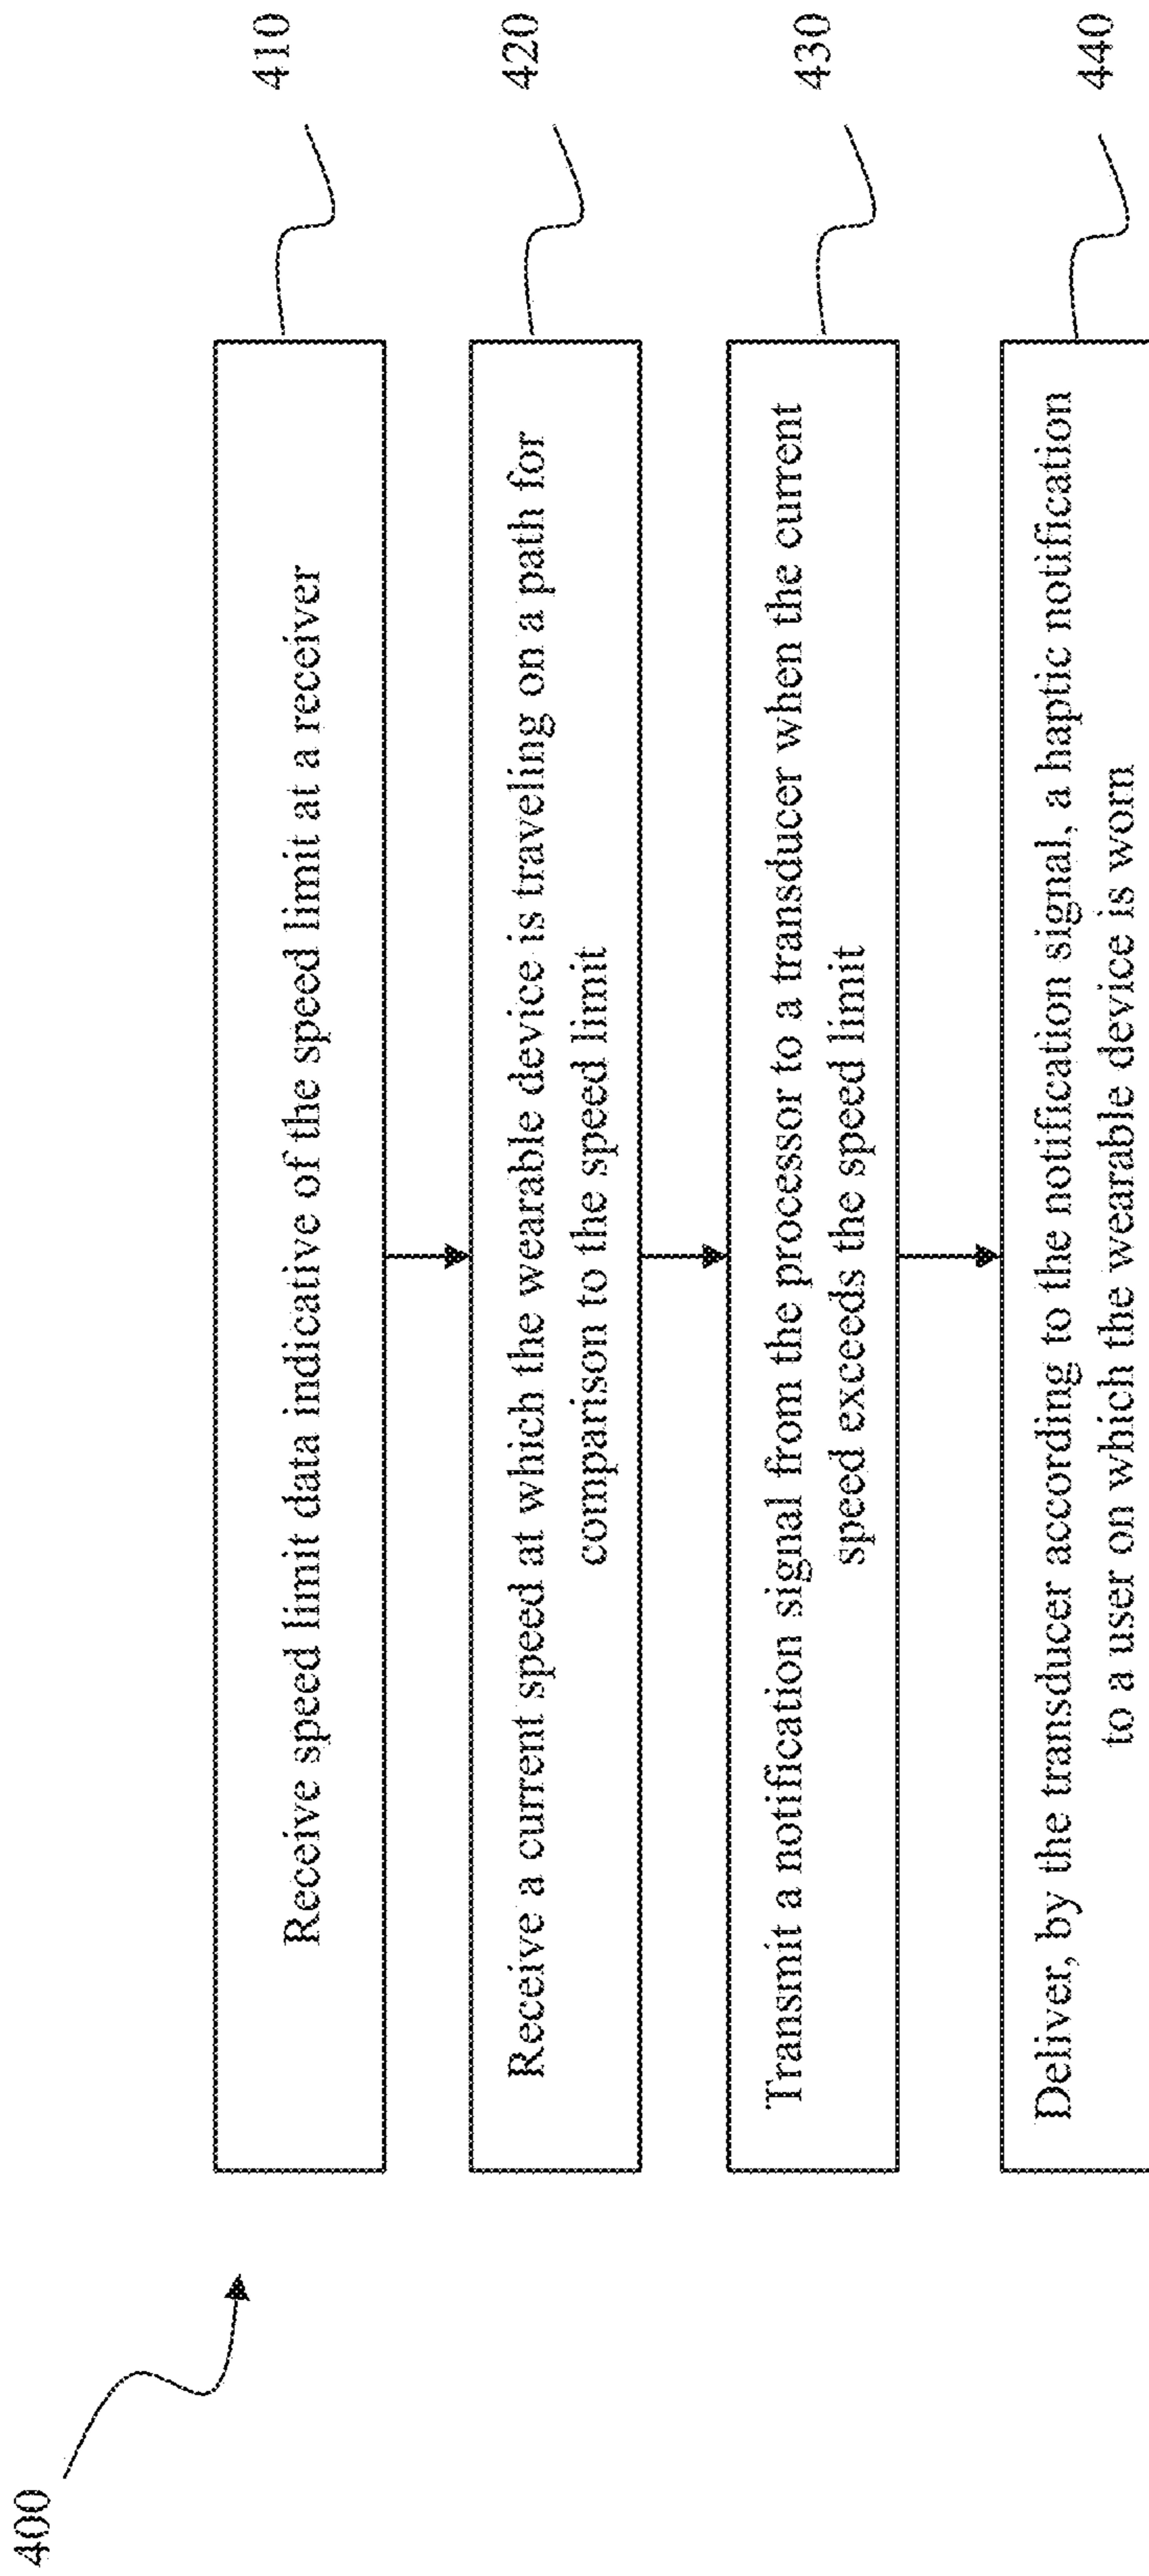 400
Receive speed limit data indicative of the speed limit at a receiver
410
Receive a current speed at which the wearable device is traveling on a path for
comparison to the speed limit
420
Transmit a notification signal from the processor to a transducer when the current
speed exceeds the speed limit
430
Deliver, by the transducer according to the notification signal, a haptic notification
to a user on which the wearable device is worn
440